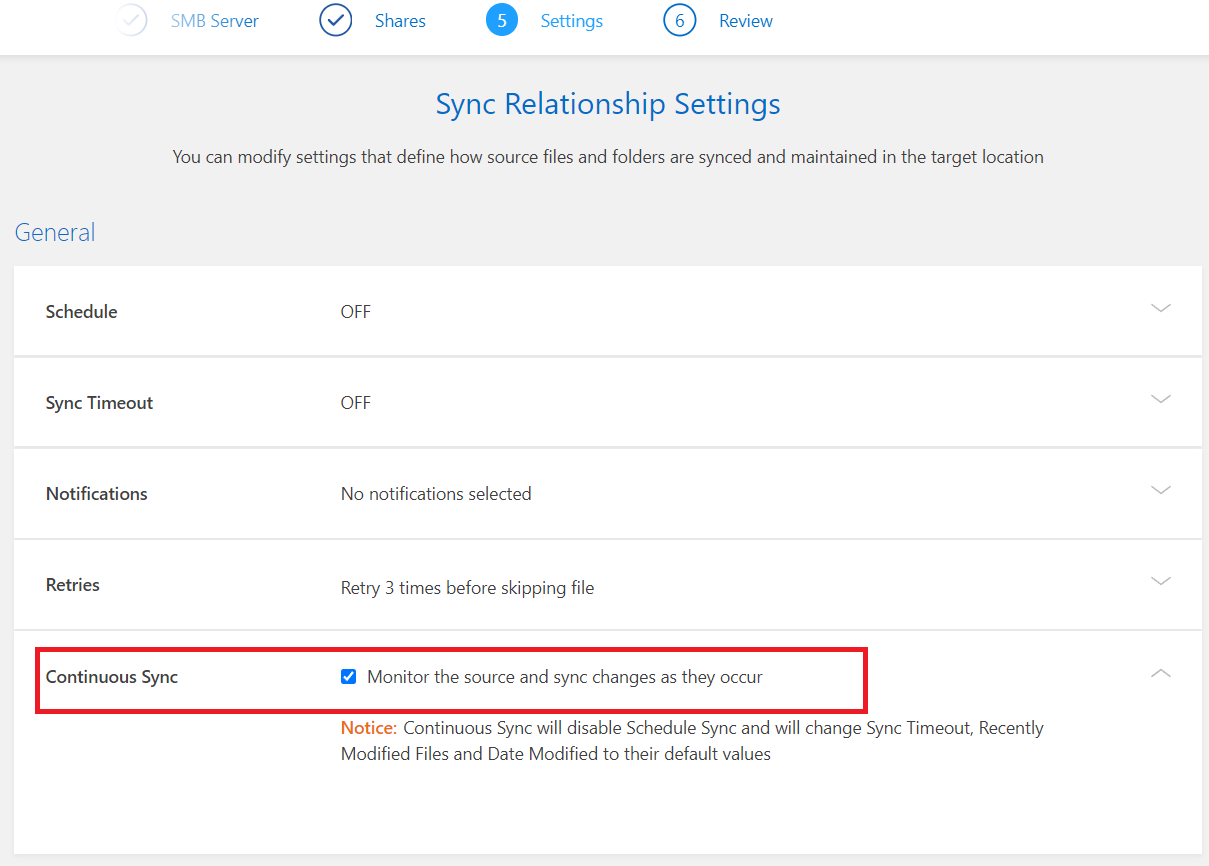 SMB Server
Shares
5
Settings
6
Review
Sync Relationship Settings
You can modify settings that define how source files and folders are synced and maintained in the target location
General
Schedule
OFF
Sync Timeout
OFF
Notifications
No notifications selected
Retries
Retry 3 times before skipping file
Continuous Sync
Monitor the source and sync changes as they occur
Notice: Continuous Sync will disable Schedule Sync and will change Sync Timeout, Recently
Modified Files and Date Modified to their default values